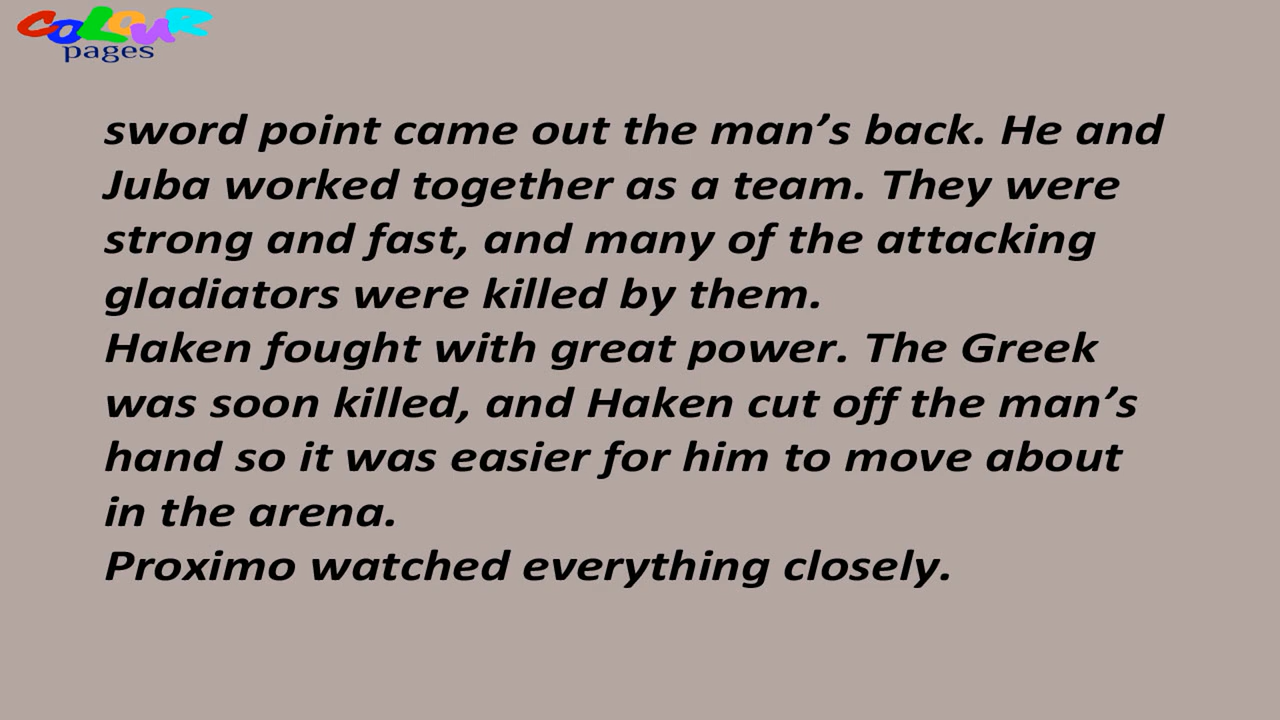 COLOUR
pages
sword point came out the man’s back. He and
Juba worked together as a team. They were
strong and fast, and many of the attacking
gladiators were killed by them.
Haken fought with great power. The Greek
was soon killed, and Haken cut off the man’s
hand so it was easier for him to move about
in the arena.
Proximo watched everything closely.